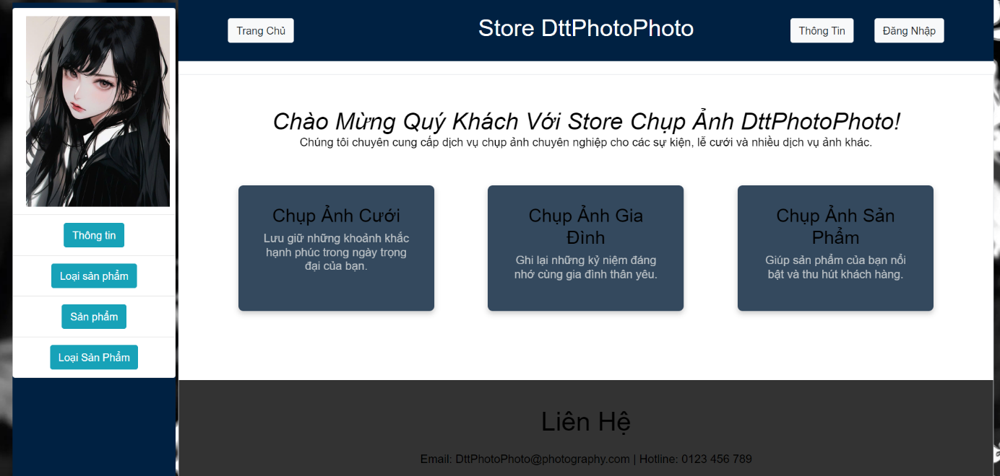 Trang Chủ
Store DttPhotoPhoto
Thông Tin
Đăng Nhập
Thông tin
Loại sản phẩm
Sản phẩm
Loại Sản Phẩm
Chào Mừng Quý Khách Với Store Chụp Ảnh DttPhotoPhoto!
Chúng tôi chuyên cung cấp dịch vụ chụp ảnh chuyên nghiệp cho các sự kiện, lễ cưới và nhiều dịch vụ ảnh khác.
Chụp Ảnh Cưới
Lưu giữ những khoảnh khắc
hạnh phúc trong ngày trọng
đại của bạn.
Chụp Ảnh Gia
Đình
Ghi lại những kỷ niệm đáng
nhớ cùng gia đình thân yêu.
Chụp Ảnh Sản
Phẩm
Giúp sản phẩm của bạn nổi
bật và thu hút khách hàng.
Liên Hệ
Email: DttPhotoPhoto@photography.com | Hotline: 0123 456 789